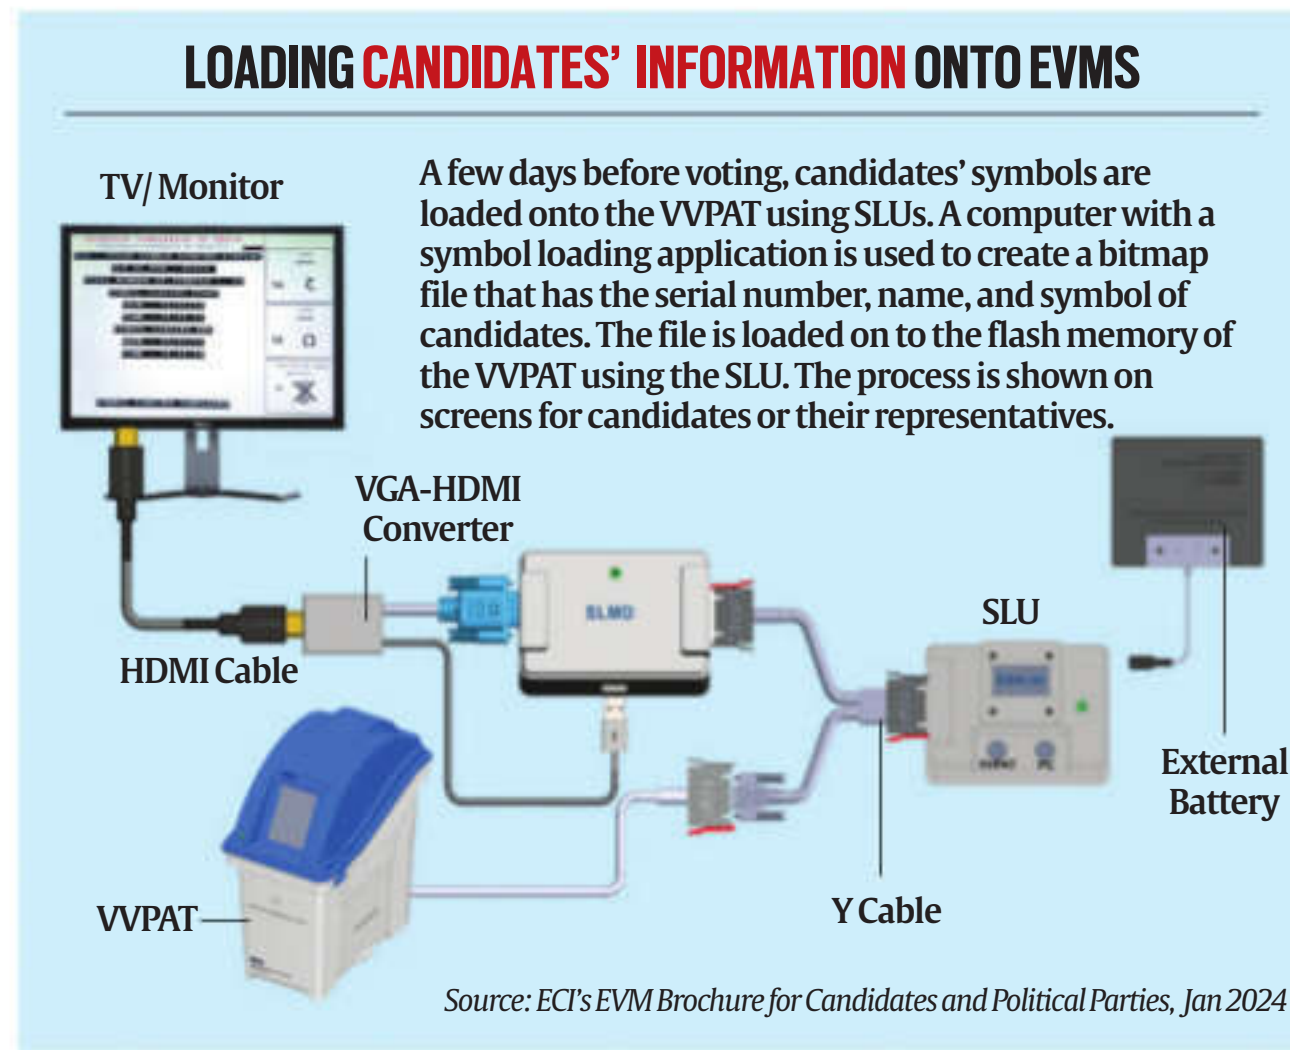 LOADING CANDIDATES’ INFORMATION ONTO EVMS
TV/ Monitor
A few days before voting, candidates’ symbols are
loaded onto the VVPAT using SLUs. A computer with a
symbol loading application is used to create a bitmap
file that has the serial number, name, and symbol of
candidates. The file is loaded on to the flash memory of
the VVPAT using the SLU. The process is shown on
screens for candidates or their representatives.
VGA-HDMI
Converter
SLMD
SLU
HDMI Cable
External
Battery
VVPAT
Y Cable
Source: ECI’s EVM Brochure for Candidates and Political Parties, Jan 2024